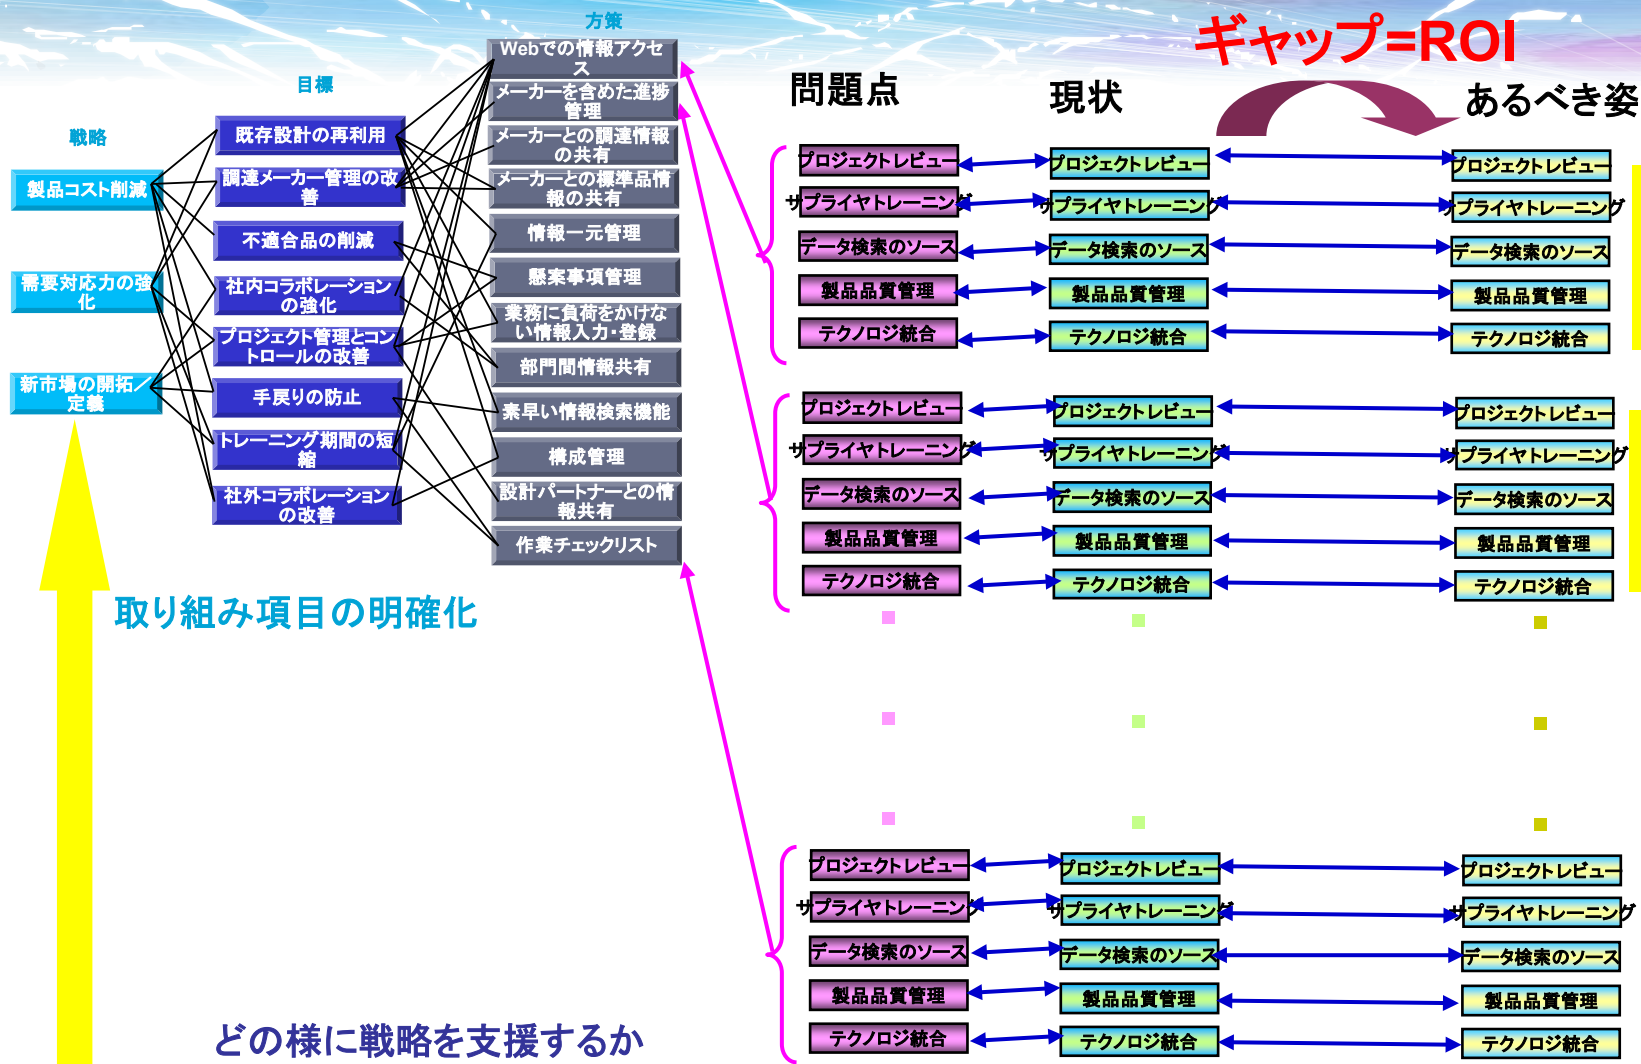 方策
ギャップ=ROI
目標
問題点
現状
あるべき姿
戦略
製品コスト削減
需要対応力の強
化
新市場の開拓／
定義
既存設計の再利用
調達メーカー管理の改
善
不適合品の削減
社内コラボレーション
の強化
プロジェクト管理とコン
トロールの改善
手戻りの防止
トレーニング期間の短
縮
社外コラボレーション
の改善
Webでの情報アクセ
ス
メーカーを含めた進捗
管理
メーカーとの調達情報
の共有
メーカーとの標準品情
報の共有
情報一元管理
懸案事項管理
業務に負荷をかけな
い情報入力・登録
部門間情報共有
素早い情報検索機能
構成管理
設計パートナーとの情
報共有
作業チェックリスト
プロジェクトレビュー
プロジェクトレビュー
プロジェクトレビュー
サプライヤトレーニング
サプライヤトレーニング
サプライヤトレーニング
データ検索のソース
データ検索のソース
データ検索のソース
製品品質管理
製品品質管理
製品品質管理
テクノロジ統合
テクノロジ統合
テクノロジ統合
プロジェクトレビュー
プロジェクトレビュー
プロジェクトレビュー
サプライヤトレーニング
サプライヤトレーニング
サプライヤトレーニング
データ検索のソース
データ検索のソース
データ検索のソース
製品品質管理
製品品質管理
製品品質管理
テクノロジ統合
テクノロジ統合
テクノロジ統合
取り組み項目の明確化
プロジェクトレビュー
プロジェクトレビュー
プロジェクトレビュー
サプライヤトレーニング
サプライヤトレーニング
サプライヤトレーニング
データ検索のソース
データ検索のソース
データ検索のソース
製品品質管理
製品品質管理
製品品質管理
テクノロジ統合
テクノロジ統合
テクノロジ統合
どの様に戦略を支援するか